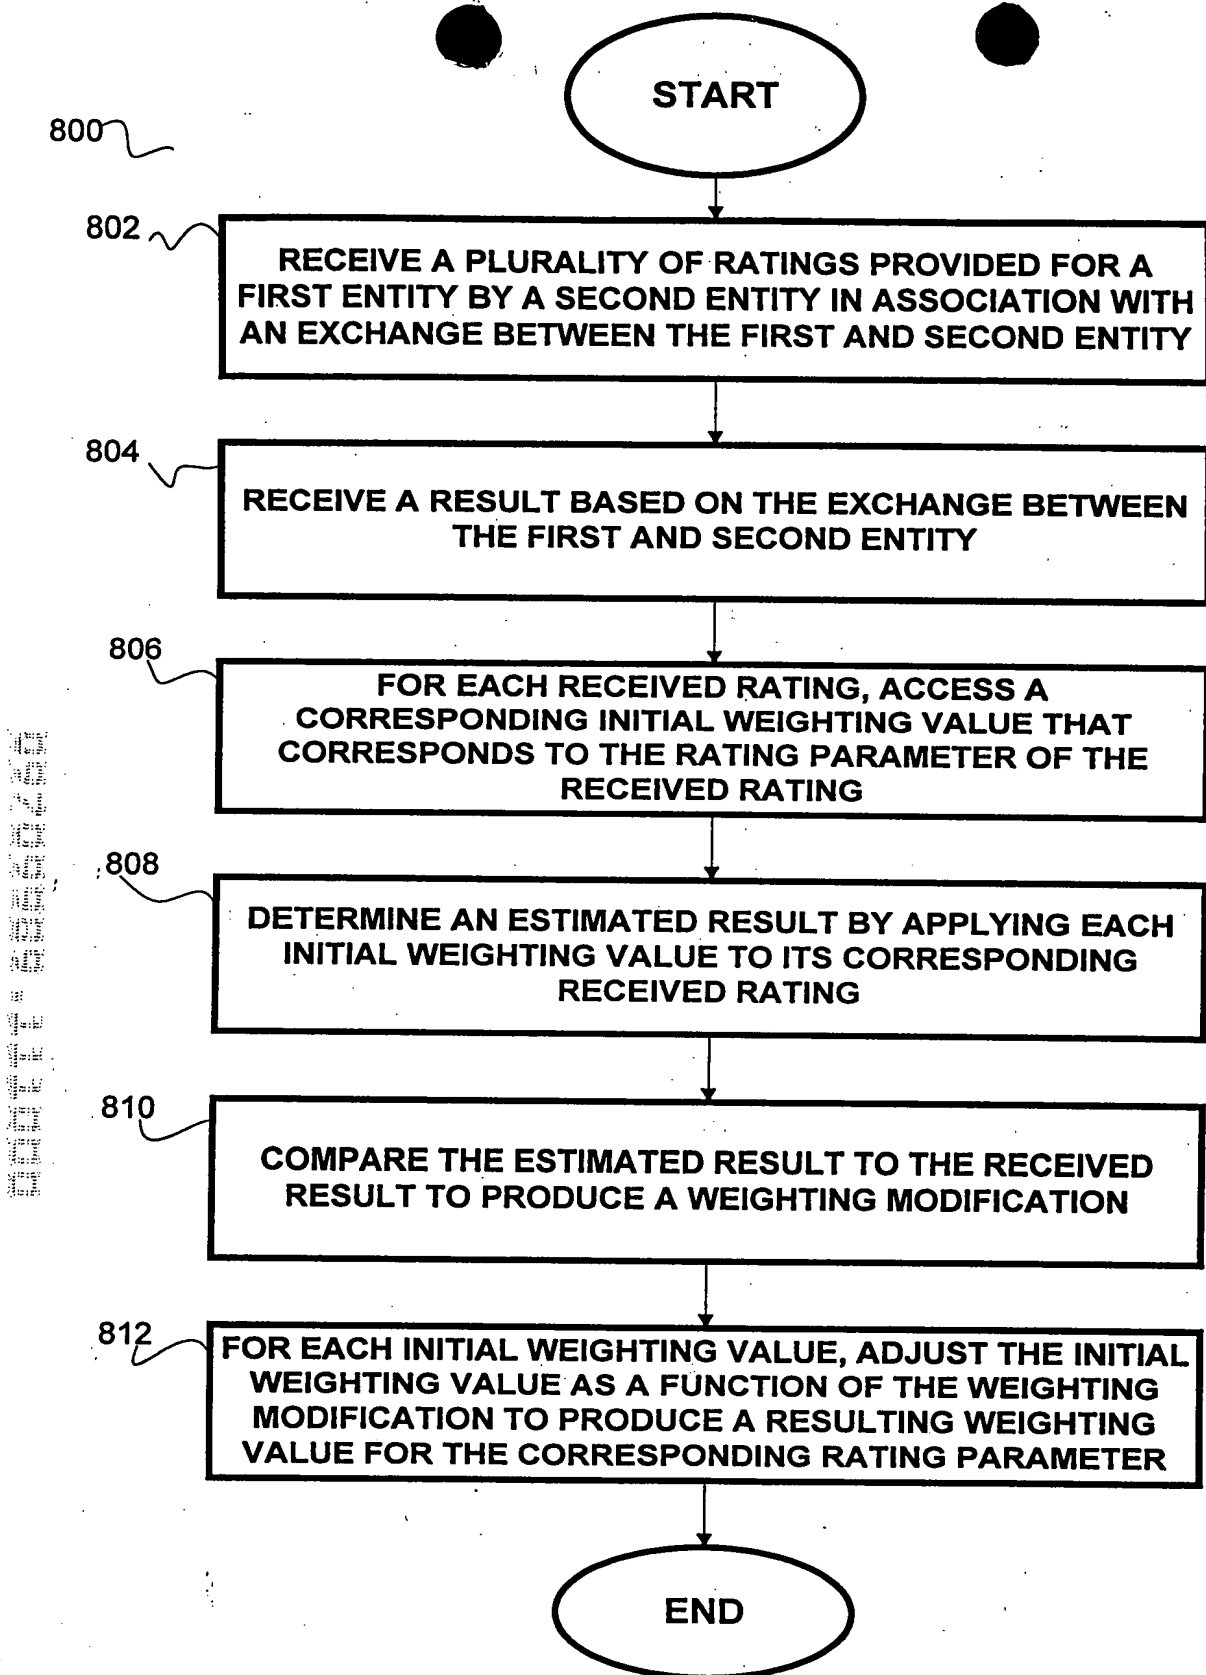 START
800
802
RECEIVE A PLURALITY OF RATINGS PROVIDED FOR A
FIRST ENTITY BY A SECOND ENTITY IN ASSOCIATION WITH
AN EXCHANGE BETWEEN THE FIRST AND SECOND ENTITY
804
RECEIVE A RESULT BASED ON THE EXCHANGE BETWEEN
THE FIRST AND SECOND ENTITY
806
FOR EACH RECEIVED RATING, ACCESS A
CORRESPONDING INITIAL WEIGHTING VALUE THAT
CORRESPONDS TO THE RATING PARAMETER OF THE
RECEIVED RATING
808
DETERMINE AN ESTIMATED RESULT BY APPLYING EACH
INITIAL WEIGHTING VALUE TO ITS CORRESPONDING
RECEIVED RATING
810
COMPARE THE ESTIMATED RESULT TO THE RECEIVED
RESULT TO PRODUCE A WEIGHTING MODIFICATION
812
FOR EACH INITIAL WEIGHTING VALUE, ADJUST THE INITIAL
WEIGHTING VALUE AS A FUNCTION OF THE WEIGHTING
MODIFICATION TO PRODUCE A RESULTING WEIGHTING
VALUE FOR THE CORRESPONDING RATING PARAMETER
END